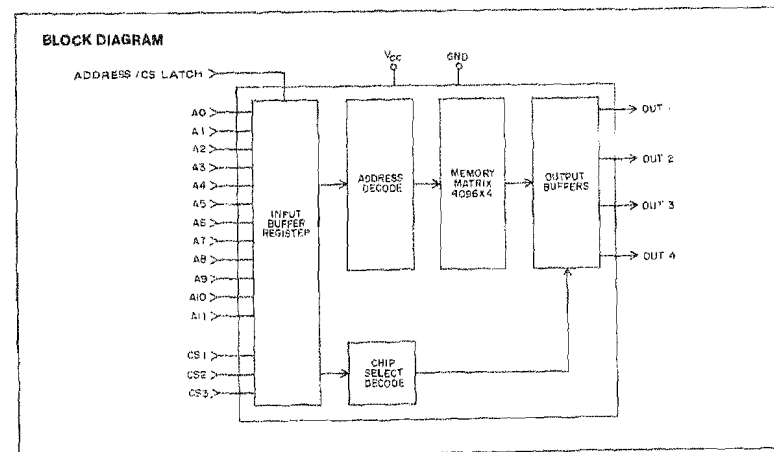 BLOCK DIAGRAM
VCC
GND
ADDRESS /CS LATCH
A0
A1
A2
A3
A4
A5
A6
A7
A8
A9
A10
A11
CS1
CS2
CS3
INPUT
BUFFER
REGISTER
ADDRESS
DECODE
MEMORY
MATRIX
4096X4
OUTPUT
BUFFERS
CHIP
SELECT
DECODE
OUT 1
OUT 2
OUT 3
OUT 4